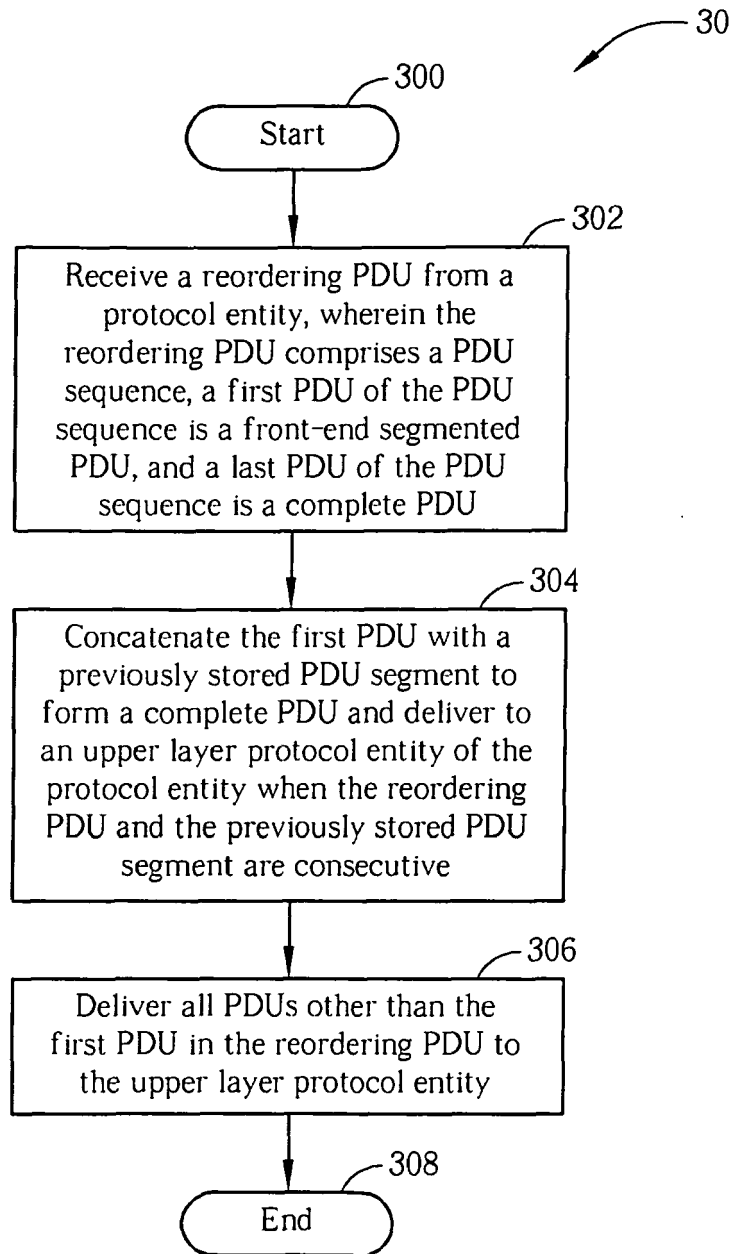 30
300
Start
302
Receive a reordering PDU from a
protocol entity, wherein the
reordering PDU comprises a PDU
sequence, a first PDU of the PDU
sequence is a front-end segmented
PDU, and a last PDU of the PDU
sequence is a complete PDU
304
Concatenate the first PDU with a
previously stored PDU segment to
form a complete PDU and deliver to
an upper layer protocol entity of the
protocol entity when the reordering
PDU and the previously stored PDU
segment are consecutive
306
Deliver all PDUs other than the
first PDU in the reordering PDU to
the upper layer protocol entity
308
End